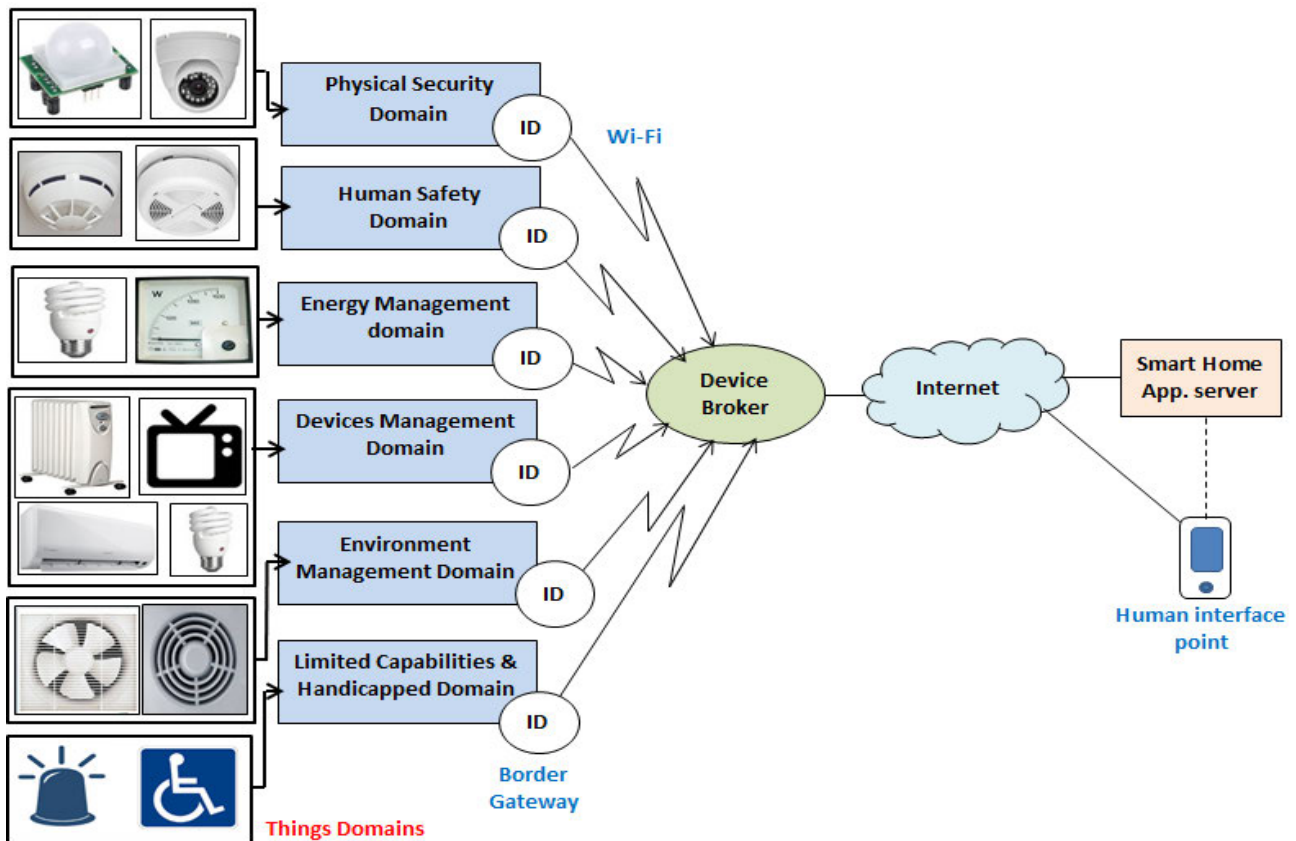 Physical Security
Domain
ID
Wi-Fi
Human Safety
Domain
ID
W
Energy Management
domain
ID
Devices Management
Domain
ID
Environment
Management Domain
ID
Limited Capabilities &
Handicapped Domain
ID
Border
Gateway
Things Domains
Device
Broker
Internet
Smart Home
App. server
Human interface
point